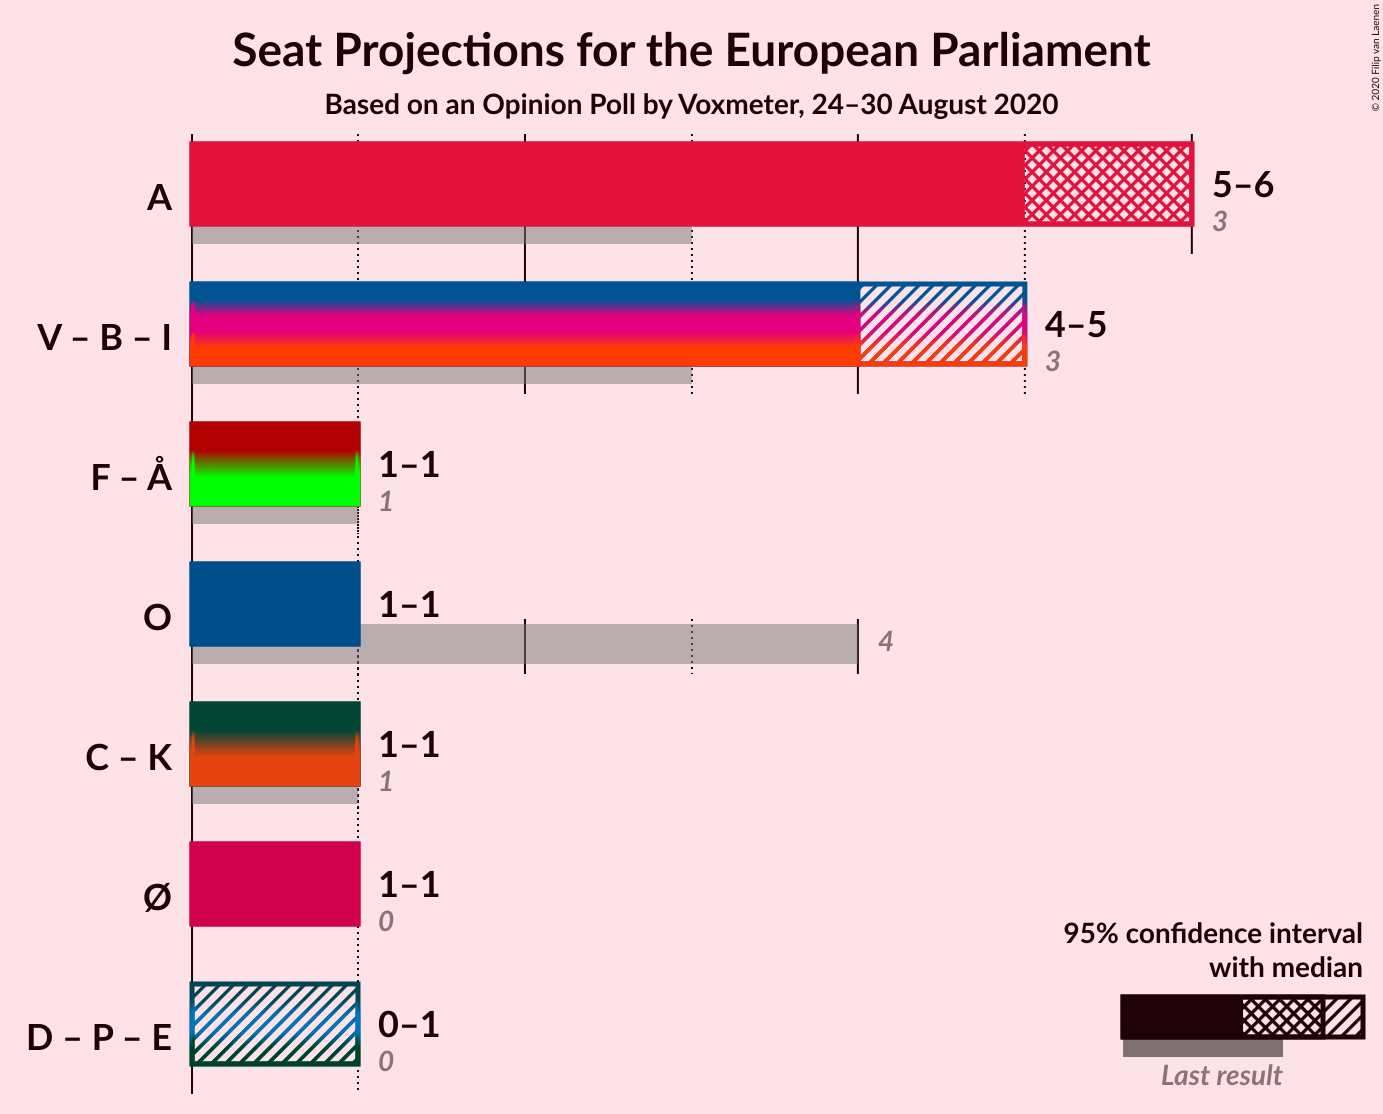 Seat Projections for the European Parliament
Based on an Opinion Poll by Voxmeter, 24–30 August 2020
© 2020 Filip van Laenen
A
5–6
3
V – B – I
4–5
3
F – Å
1–1
1
O
1–1
4
C – K
1–1
1
Ø
1–1
0
D – P – E
0–1
0
95% confidence interval
with median
Last result